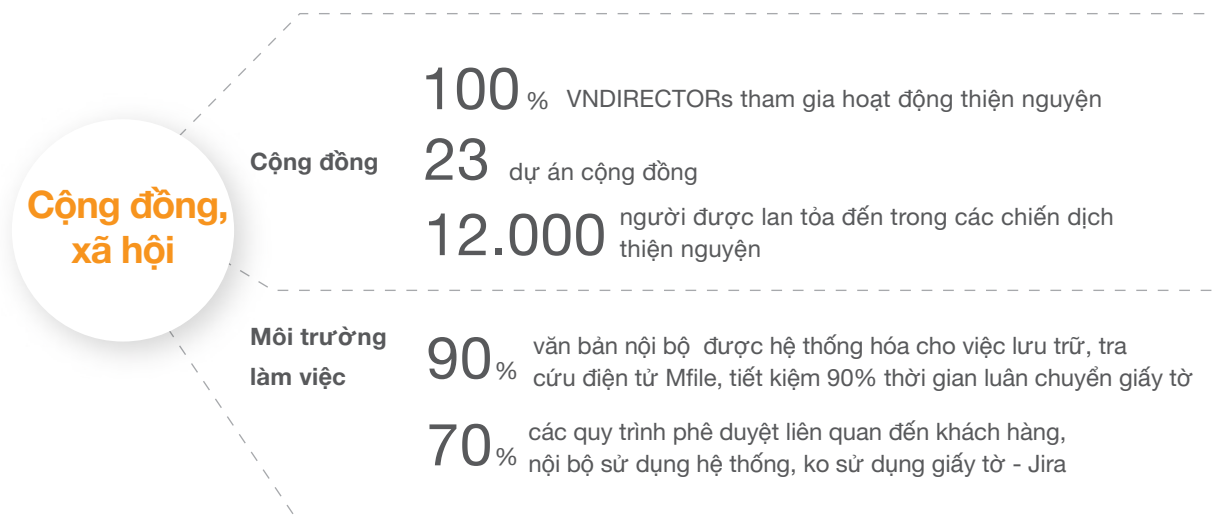 Cộng đồng,
xã hội
Cộng đồng
100 % VNDIRECTORs tham gia hoạt động thiện nguyện
23 dự án cộng đồng
12.000 người được lan tỏa đến trong các chiến dịch
thiện nguyện
Môi trường
làm việc
90% văn bản nội bộ được hệ thống hóa cho việc lưu trữ, tra
cứu điện tử Mfile, tiết kiệm 90% thời gian luân chuyển giấy tờ
70% các quy trình phê duyệt liên quan đến khách hàng,
nội bộ sử dụng hệ thống, ko sử dụng giấy tờ - Jira